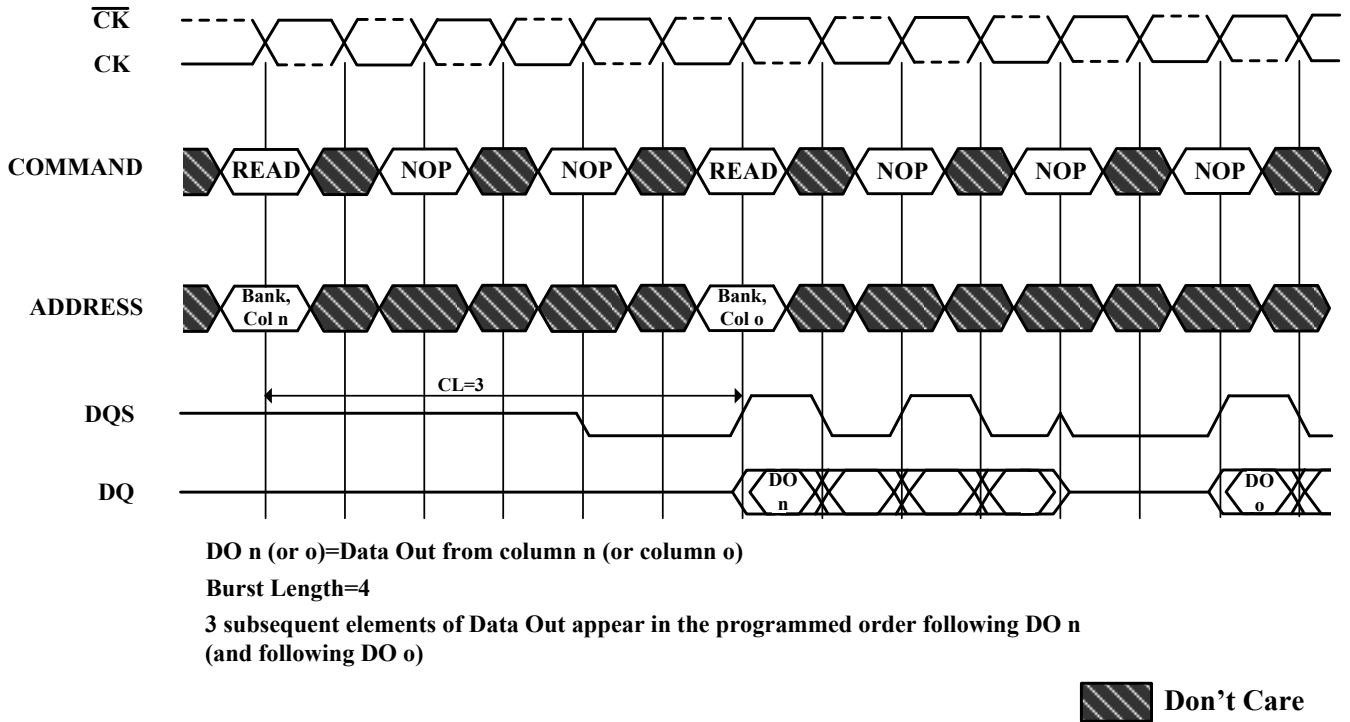 CK
CK
COMMAND READ NOP NOP READ NOP NOP NOP
ADDRESS Bank, Col n Bank, Col o
CL=3
DQS
DQ DO n DO o
DO n (or o)=Data Out from column n (or column o)
Burst Length=4
3 subsequent elements of Data Out appear in the programmed order following DO n
(and following DO o)
Don't Care